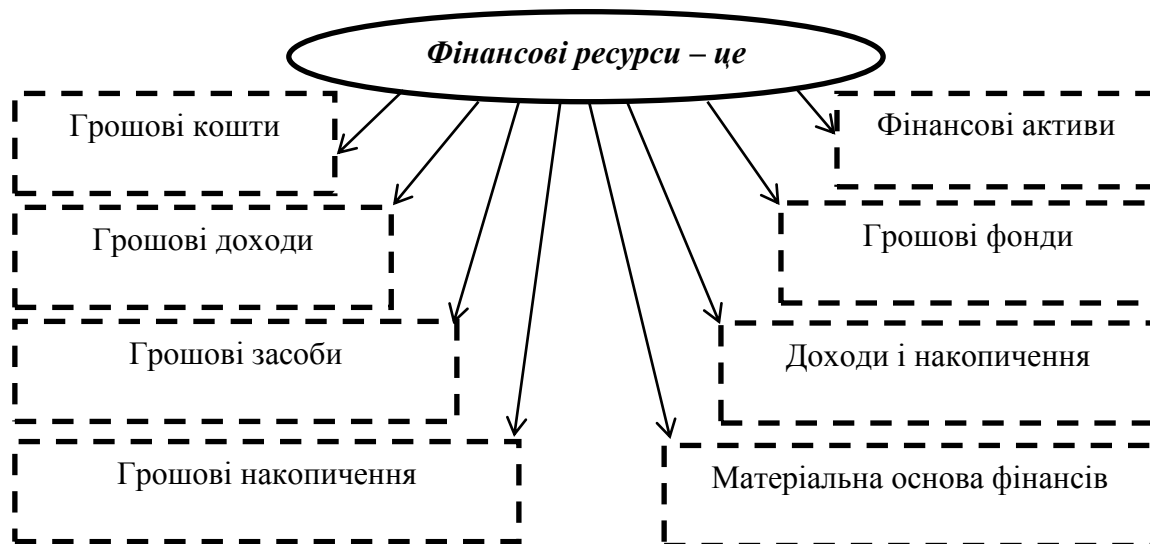 Фінансові ресурси – це
Грошові кошти
Фінансові активи
Грошові доходи
Грошові фонди
Грошові засоби
Доходи і накопичення
Грошові накопичення
Матеріальна основа фінансів